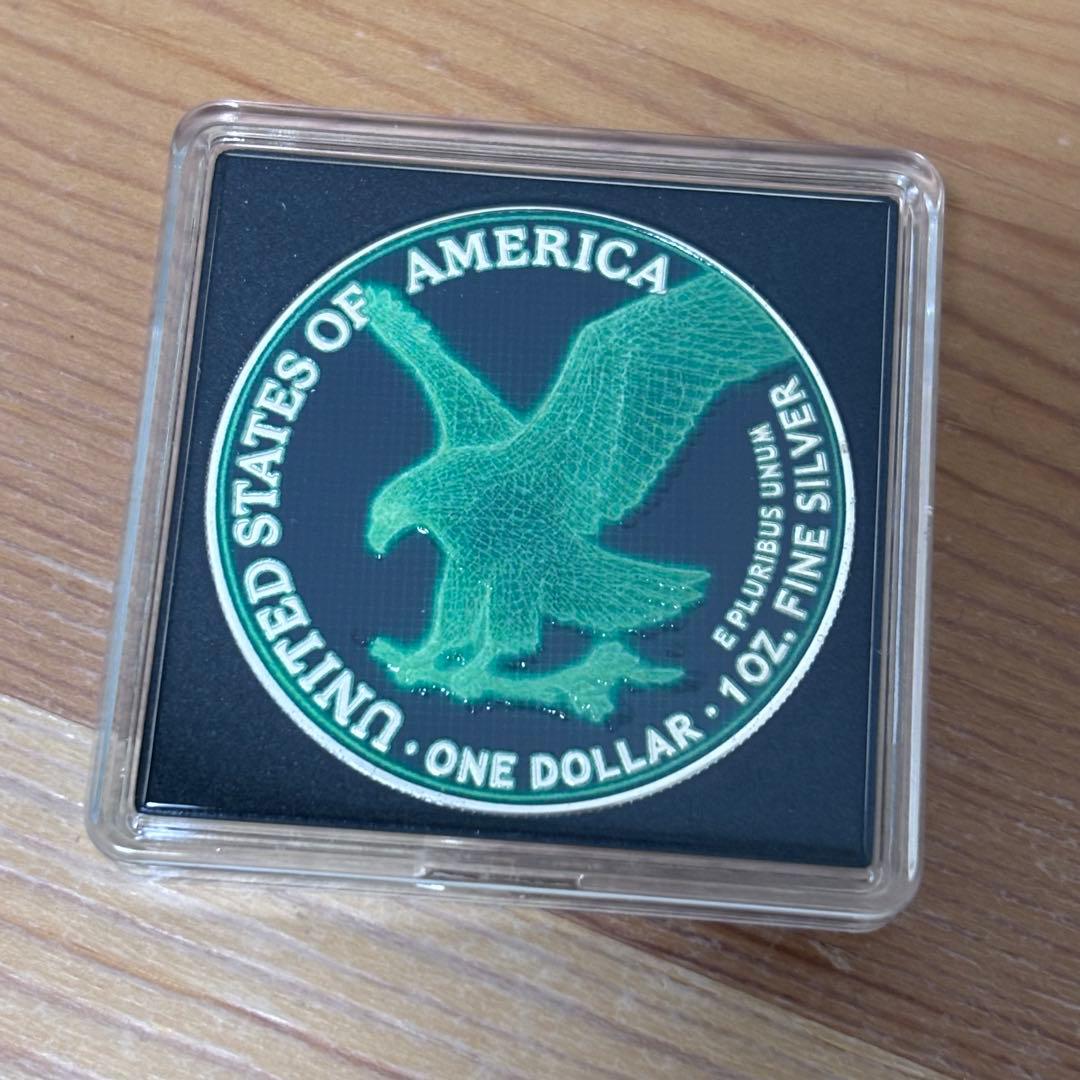 UNITED STATES OF AMERICA
E PLURIBUS UNUM
1 OZ. FINE SILVER
· ONE DOLLAR ·